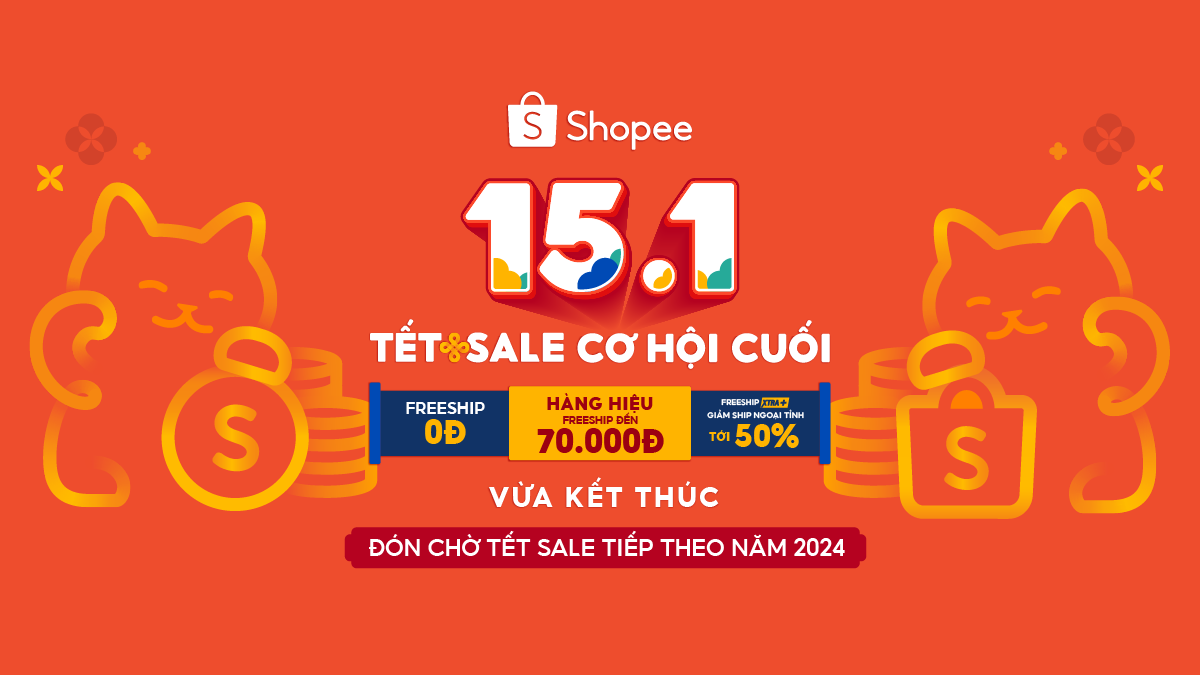 Shopee
15.1
TẾT SALE CƠ HỘI CUỐI
FREESHIP
0Đ
HÀNG HIỆU
FREESHIP ĐẾN
70.000Đ
FREESHIP XTRA+
GIẢM SHIP NGOẠI TỈNH
TỚI 50%
VỪA KẾT THÚC
ĐÓN CHỜ TẾT SALE TIẾP THEO NĂM 2024
S
S
S